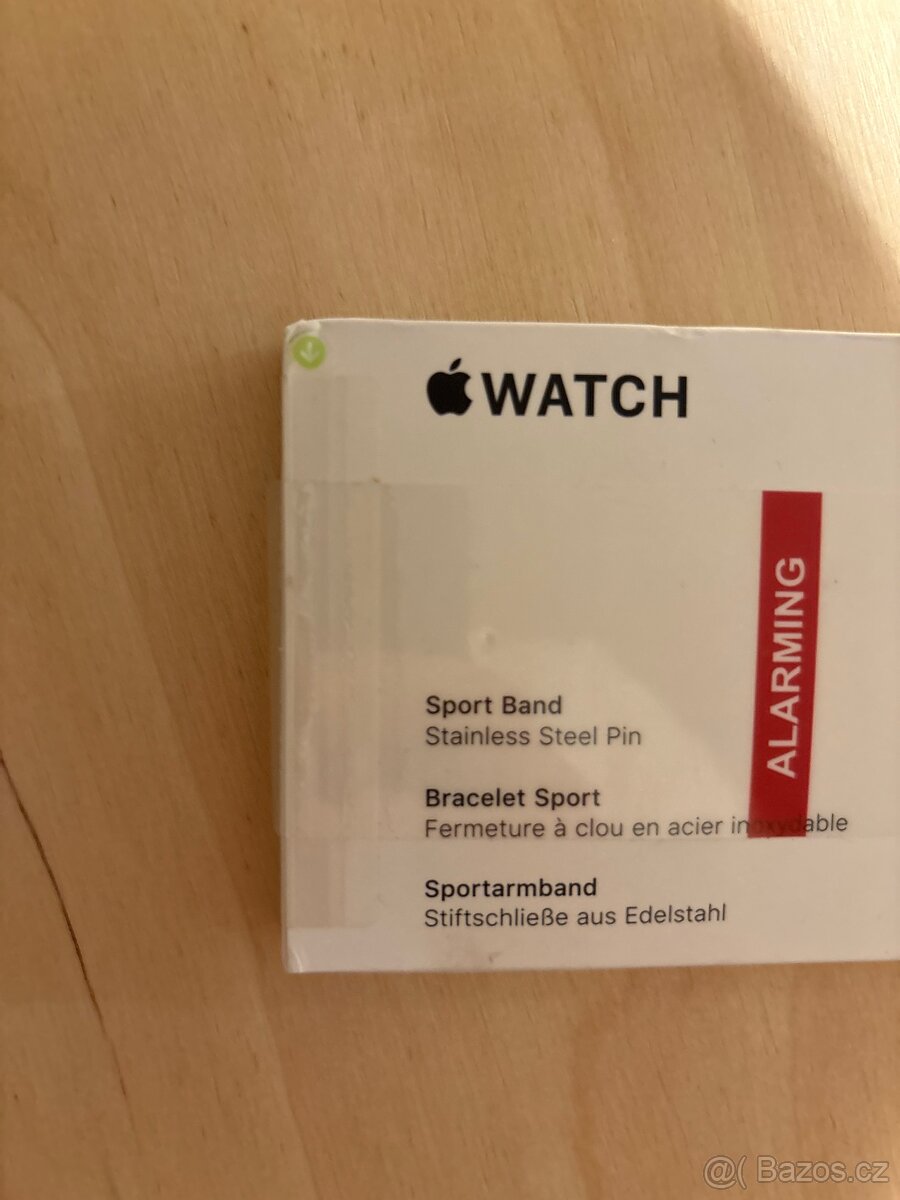 WATCH
ALARMING
Sport Band
Stainless Steel Pin
Bracelet Sport
Fermeture à clou en acier inoxydable
Sportarmband
Stiftschließe aus Edelstahl
@( Bazos.cz